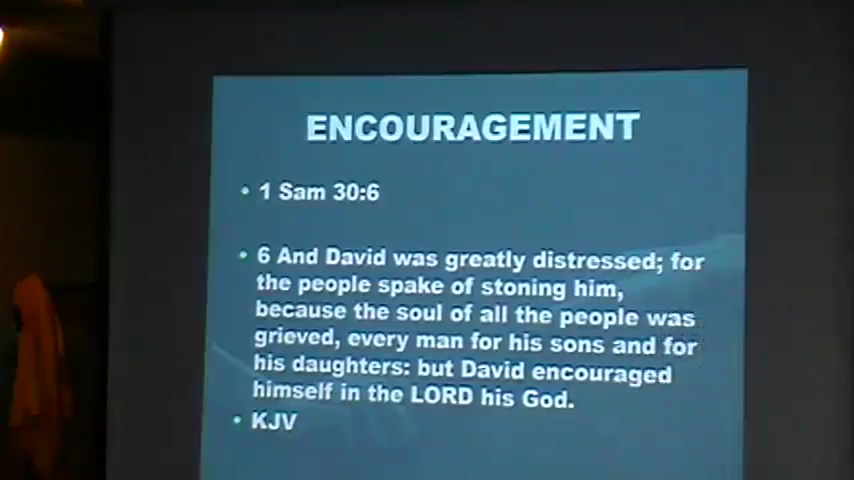 ENCOURAGEMENT
• 1 Sam 30:6
• 6 And David was greatly distressed; for
the people spake of stoning him,
because the soul of all the people was
grieved, every man for his sons and for
his daughters: but David encouraged
himself in the LORD his God.
• KJV